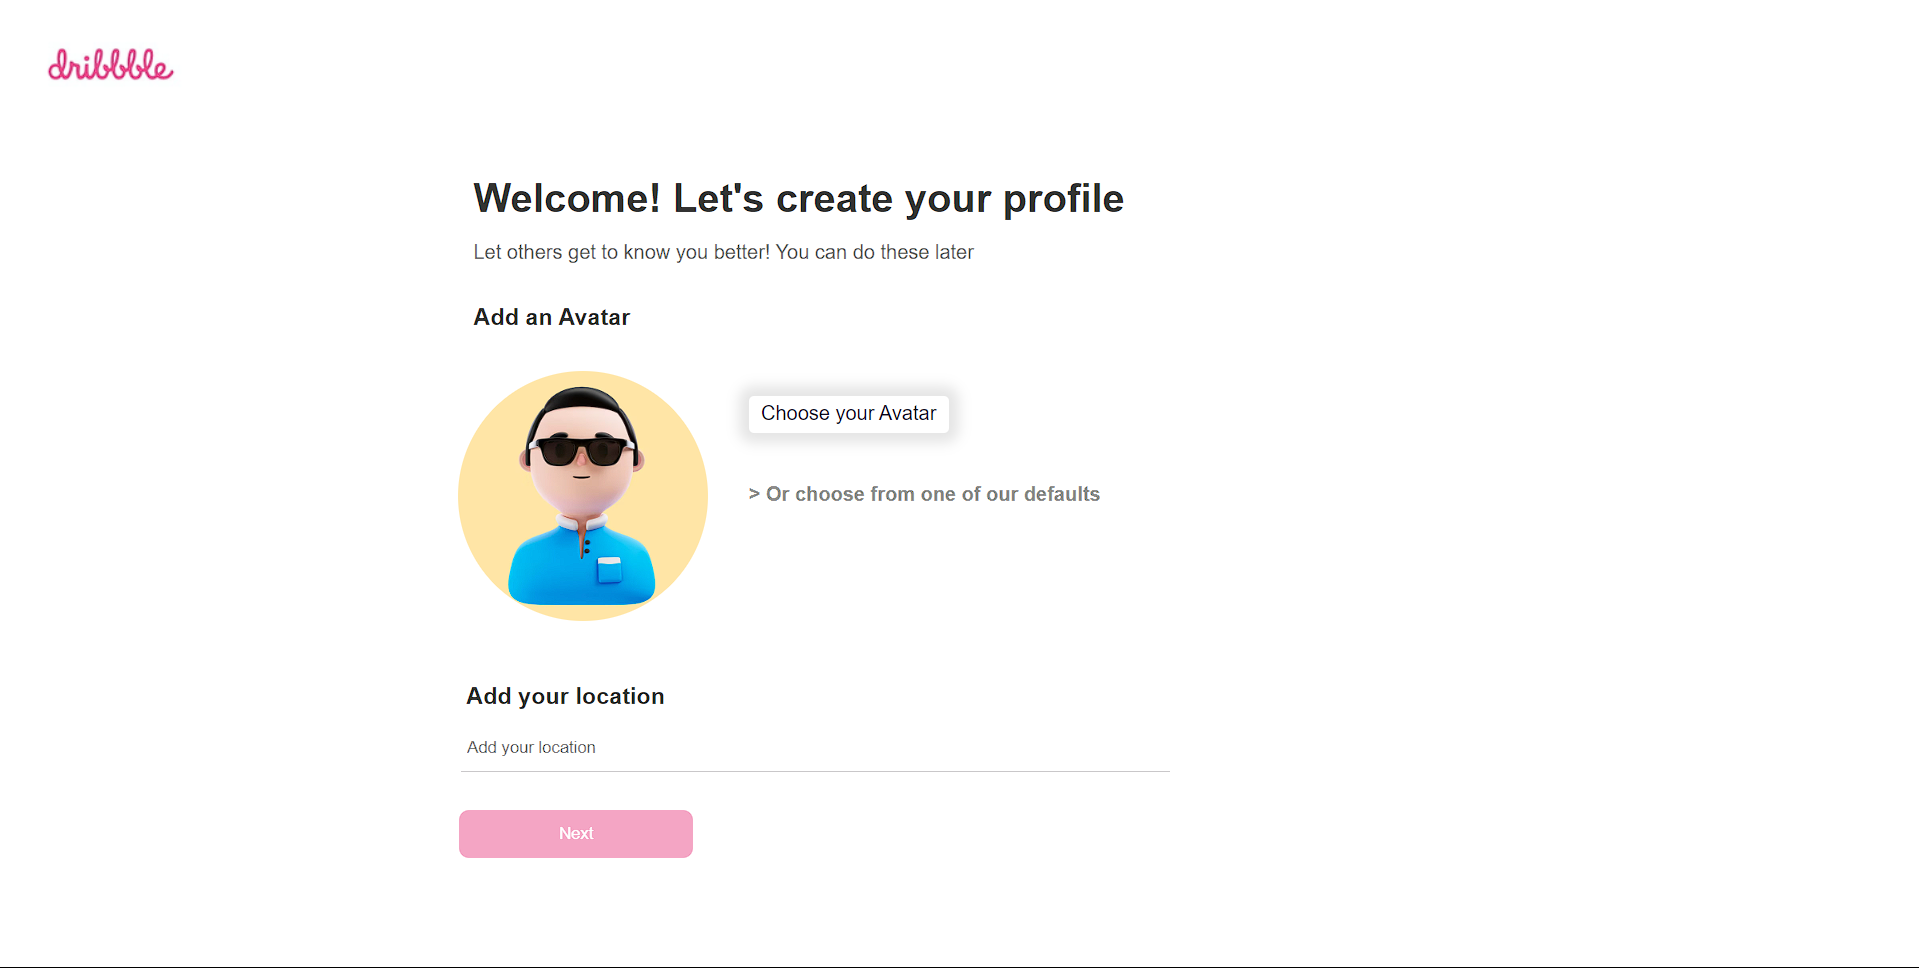 dribbble
Welcome! Let's create your profile
Let others get to know you better! You can do these later
Add an Avatar
Choose your Avatar
> Or choose from one of our defaults
Add your location
Add your location
Next